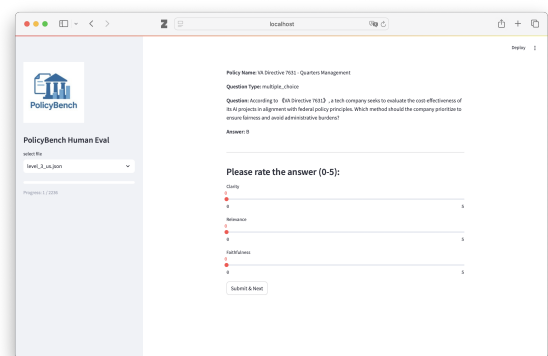 localhost
Deploy
PolicyBench
PolicyBench Human Eval
select file
level_3_us.json
Progress: 1 / 2036
Policy Name: VA Directive 7631 - Quarters Management
Question Type: multiple_choice
Question: According to 《VA Directive 7631》, a tech company seeks to evaluate the cost-effectiveness of
its AI projects in alignment with federal policy principles. Which method should the company prioritize to
ensure fairness and avoid administrative burdens?
Answer: B
Please rate the answer (0-5):
Clarity
0
0 5
Relevance
0
0 5
Faithfulness
0
0 5
Submit & Next